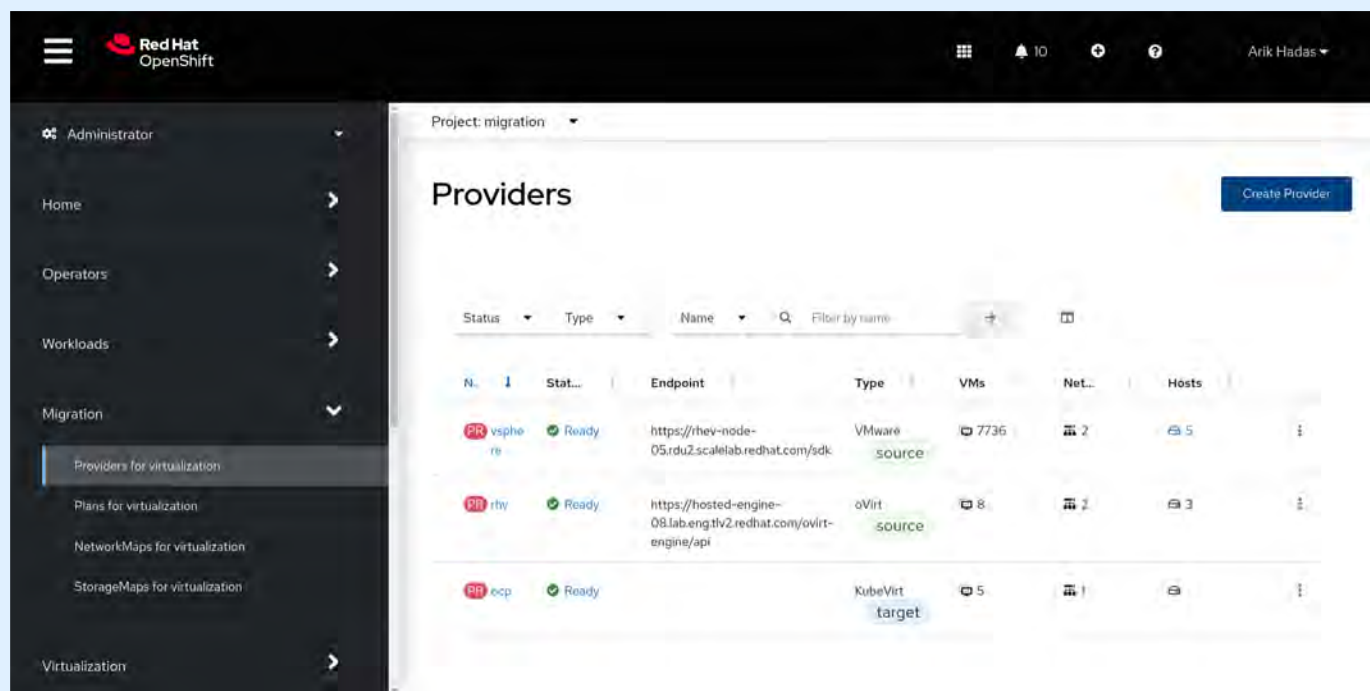 Red Hat
OpenShift
10
Arik Hadas
Administrator
Home
Operators
Workloads
Migration
Providers for virtualization
Plans for virtualization
NetworkMaps for virtualization
StorageMaps for virtualization
Virtualization
Project: migration
Providers
Create Provider
Status
Type
Name
Filter by name
N..
Stat...
Endpoint
Type
VMs
Net...
Hosts
PR vsphe
re
Ready
https://rhev-node-
05.rdu2.scalelab.redhat.com/sdk
VMware
source
7736
2
5
PR rhv
Ready
https://hosted-engine-
08.lab.eng.tlv2.redhat.com/ovirt-
engine/api
oVirt
source
8
2
3
PR ocp
Ready
KubeVirt
target
5
1